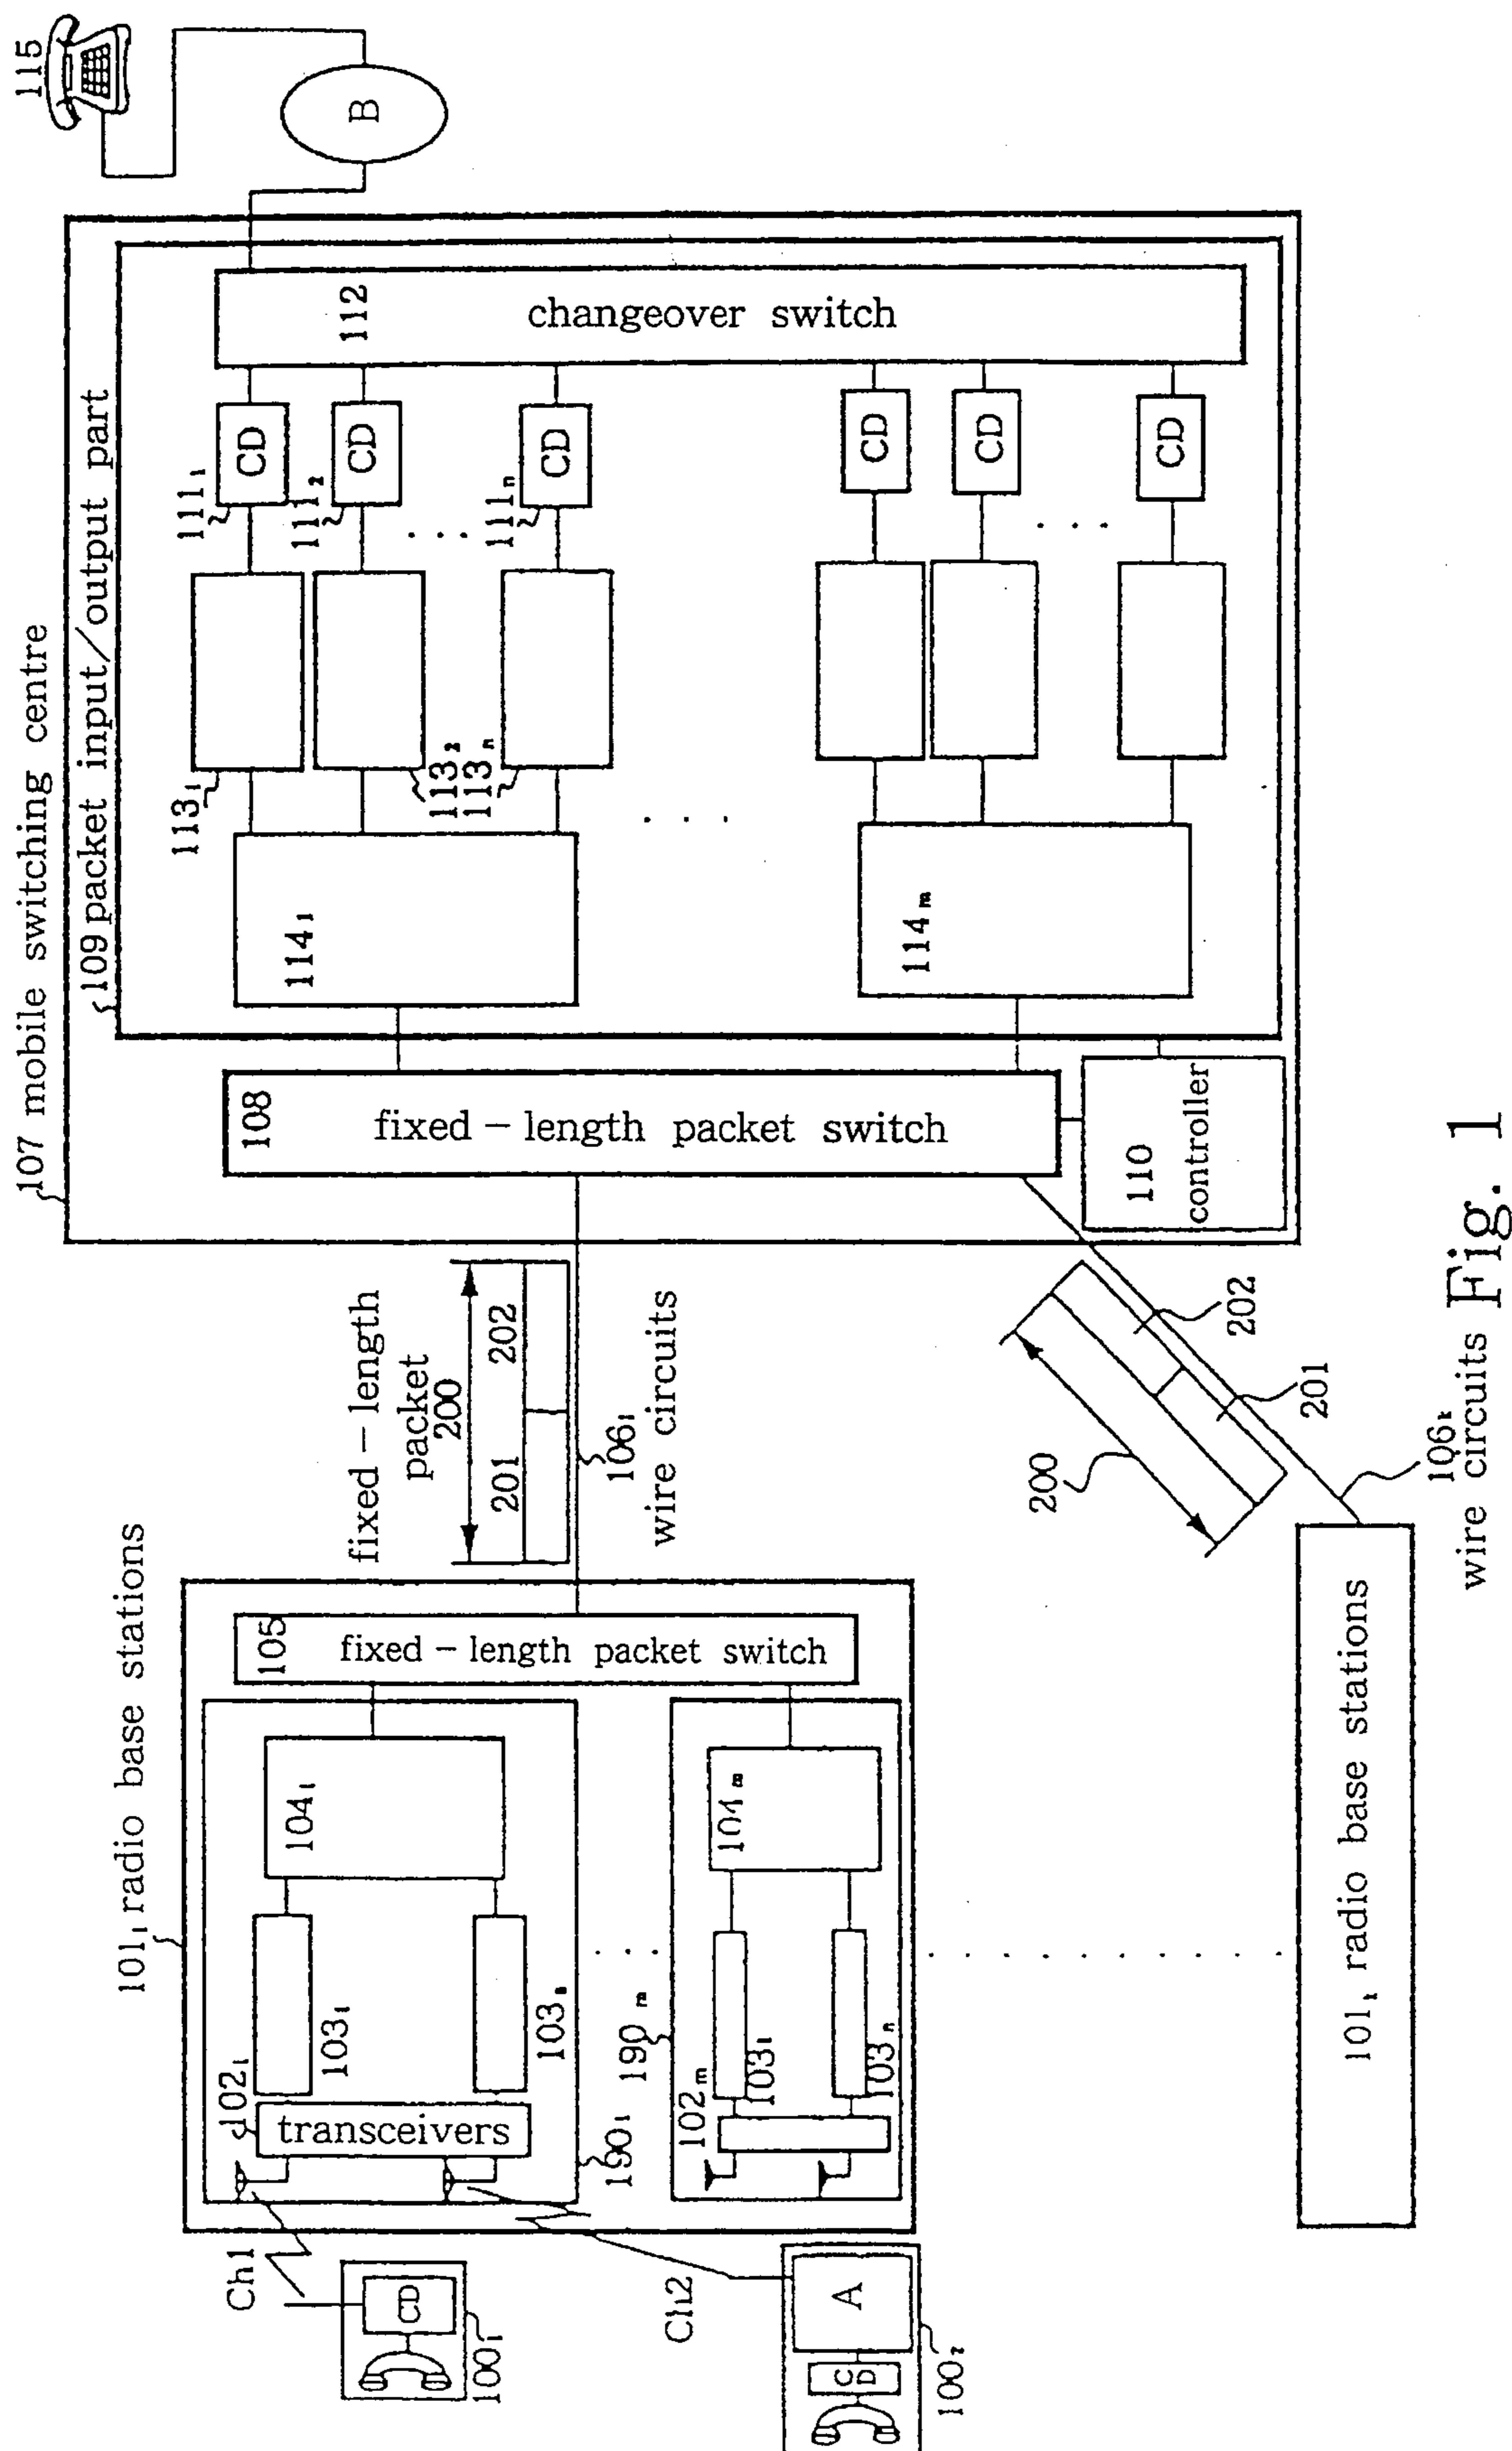 115
B
107 mobile switching centre
109 packet input/output part
112
changeover switch
111₁
CD
111₂
CD
111ₙ
CD
CD
CD
CD
113₁
113₂
113ₙ
114₁
114ₘ
108
fixed-length packet switch
110
controller
fixed-length
packet
200
201
202
106₁
wire circuits
200
202
201
106ₖ
wire circuits
101₁ radio base stations
105
fixed-length packet switch
104₁
103₁
103ₙ
102₁
transceivers
190₁
190ₘ
104ₘ
102ₘ
103₁
103ₙ
101ₖ radio base stations
Ch1
CD
100₁
Ch2
A
CD
100₂
Fig. 1